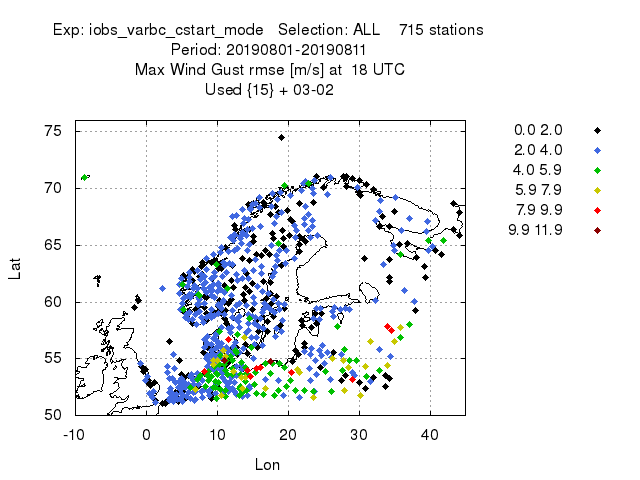 Exp: iobs_varbc_cstart_mode   Selection: ALL    715 stations
Period: 20190801-20190811
Max Wind Gust rmse [m/s] at  18 UTC
Used {15} + 03-02
0.0 2.0
2.0 4.0
4.0 5.9
5.9 7.9
7.9 9.9
9.9 11.9
75
70
65
60
55
50
Lat
-10 0 10 20 30 40
Lon